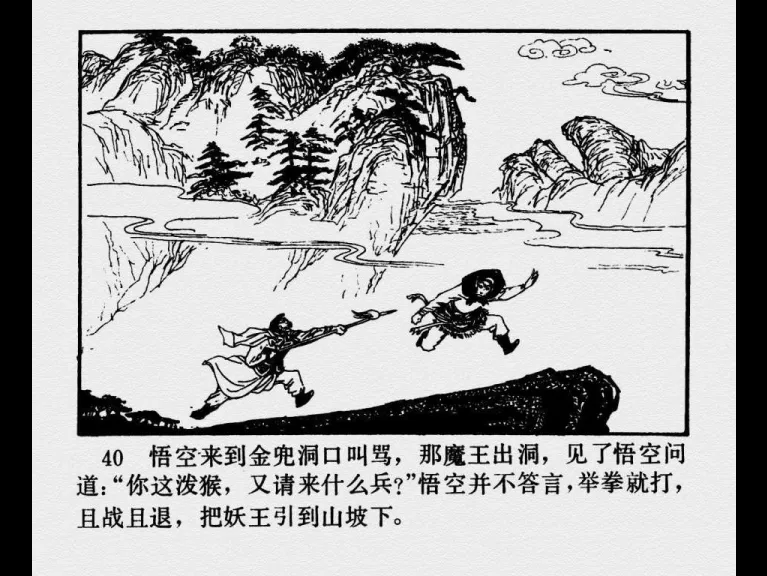 40 悟空来到金兜洞口叫骂，那魔王出洞，见了悟空问
道：“你这泼猴，又请来什么兵？”悟空并不答言，举拳就打，
且战且退，把妖王引到山坡下。